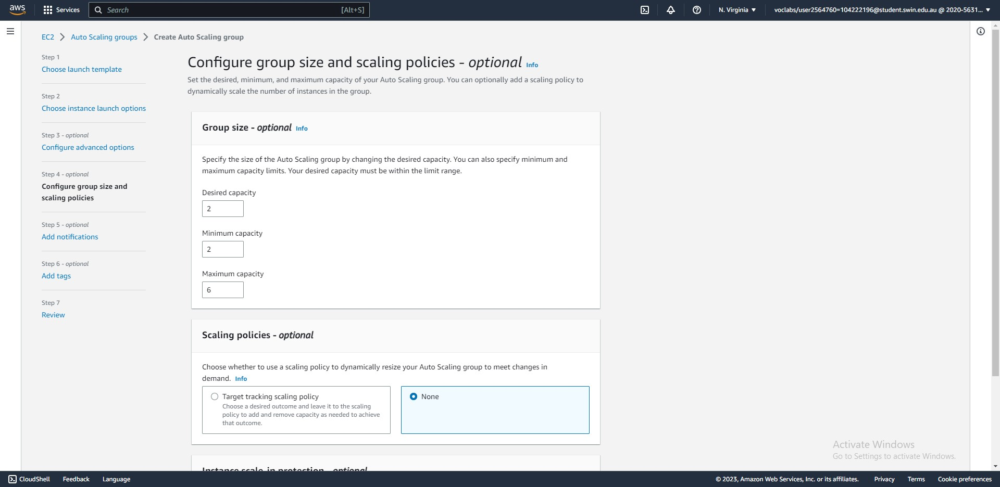 aws
Services
Search
[Alt+S]
N. Virginia
voclabs/user2564760=104222196@student.swin.edu.au @ 2020-5631...
EC2 > Auto Scaling groups > Create Auto Scaling group
Step 1
Choose launch template
Step 2
Choose instance launch options
Step 3 - optional
Configure advanced options
Step 4 - optional
Configure group size and
scaling policies
Step 5 - optional
Add notifications
Step 6 - optional
Add tags
Step 7
Review
Configure group size and scaling policies - optional Info
Set the desired, minimum, and maximum capacity of your Auto Scaling group. You can optionally add a scaling policy to
dynamically scale the number of instances in the group.
Group size - optional Info
Specify the size of the Auto Scaling group by changing the desired capacity. You can also specify minimum and
maximum capacity limits. Your desired capacity must be within the limit range.
Desired capacity
2
Minimum capacity
2
Maximum capacity
6
Scaling policies - optional
Choose whether to use a scaling policy to dynamically resize your Auto Scaling group to meet changes in
demand. Info
Target tracking scaling policy
Choose a desired outcome and leave it to the scaling
policy to add and remove capacity as needed to achieve
that outcome.
None
Instance scale-in protection - optional
Activate Windows
Go to Settings to activate Windows.
CloudShell
Feedback
Language
© 2023, Amazon Web Services, Inc. or its affiliates.
Privacy
Terms
Cookie preferences